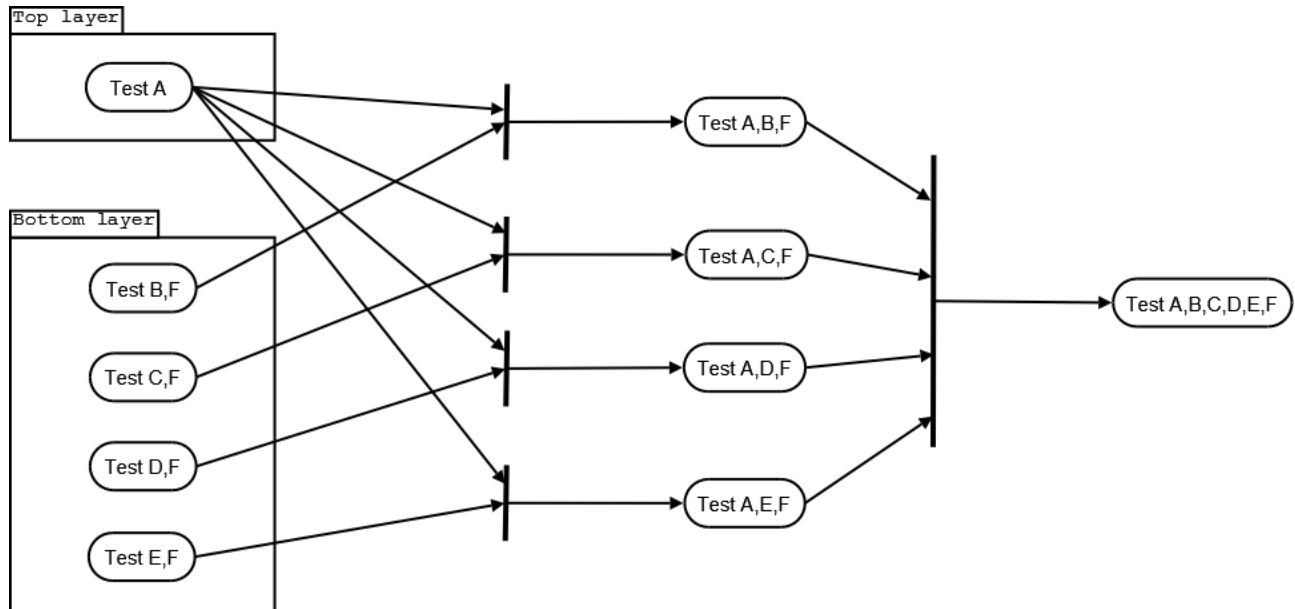 Top layer
Test A
Bottom layer
Test B,F
Test C,F
Test D,F
Test E,F
Test A,B,F
Test A,C,F
Test A,D,F
Test A,E,F
Test A,B,C,D,E,F